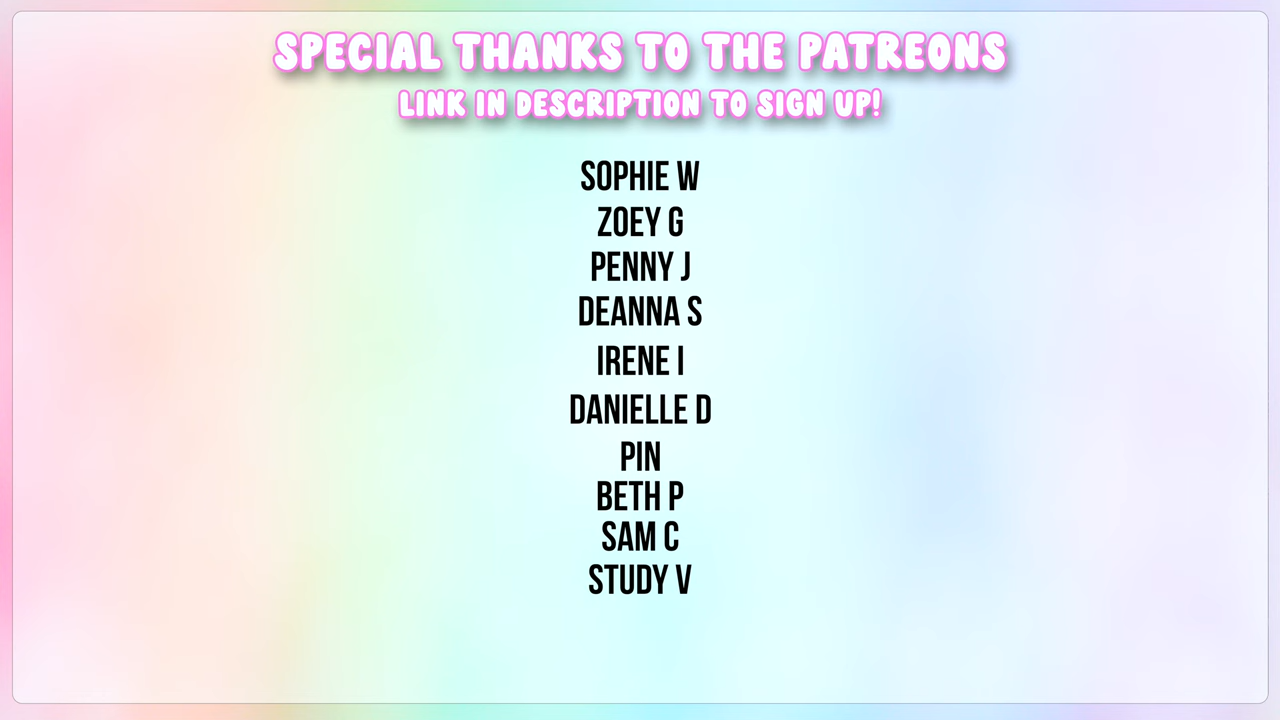 SPECIAL THANKS TO THE PATREONS
LINK IN DESCRIPTION TO SIGN UP!
SOPHIE W
ZOEY G
PENNY J
DEANNA S
IRENE I
DANIELLE D
PIN
BETH P
SAM C
STUDY V